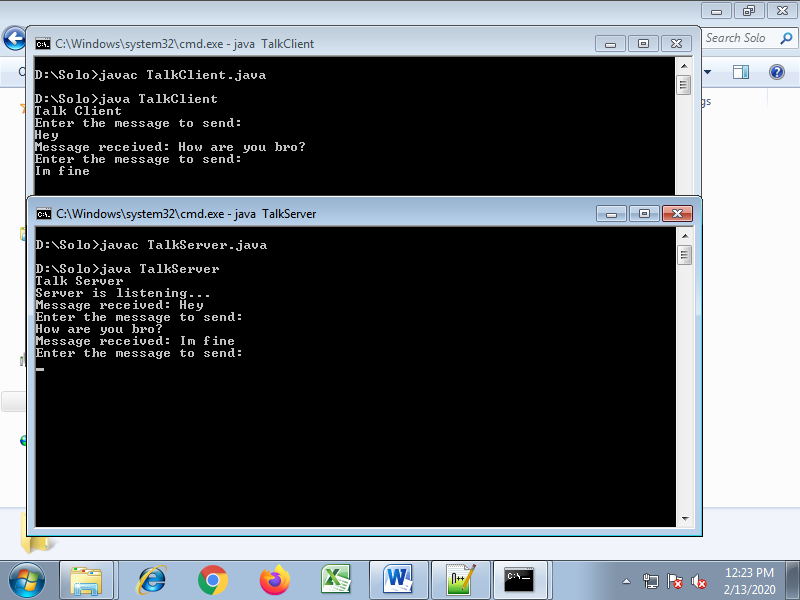 C:\Windows\system32\cmd.exe - java  TalkClient
Search Solo
D:\Solo>javac TalkClient.java
D:\Solo>java TalkClient
Talk Client
Enter the message to send:
Hey
Message received: How are you bro?
Enter the message to send:
Im fine
C:\Windows\system32\cmd.exe - java  TalkServer
D:\Solo>javac TalkServer.java
D:\Solo>java TalkServer
Talk Server
Server is listening...
Message received: Hey
Enter the message to send:
How are you bro?
Message received: Im fine
Enter the message to send:
12:23 PM
2/13/2020